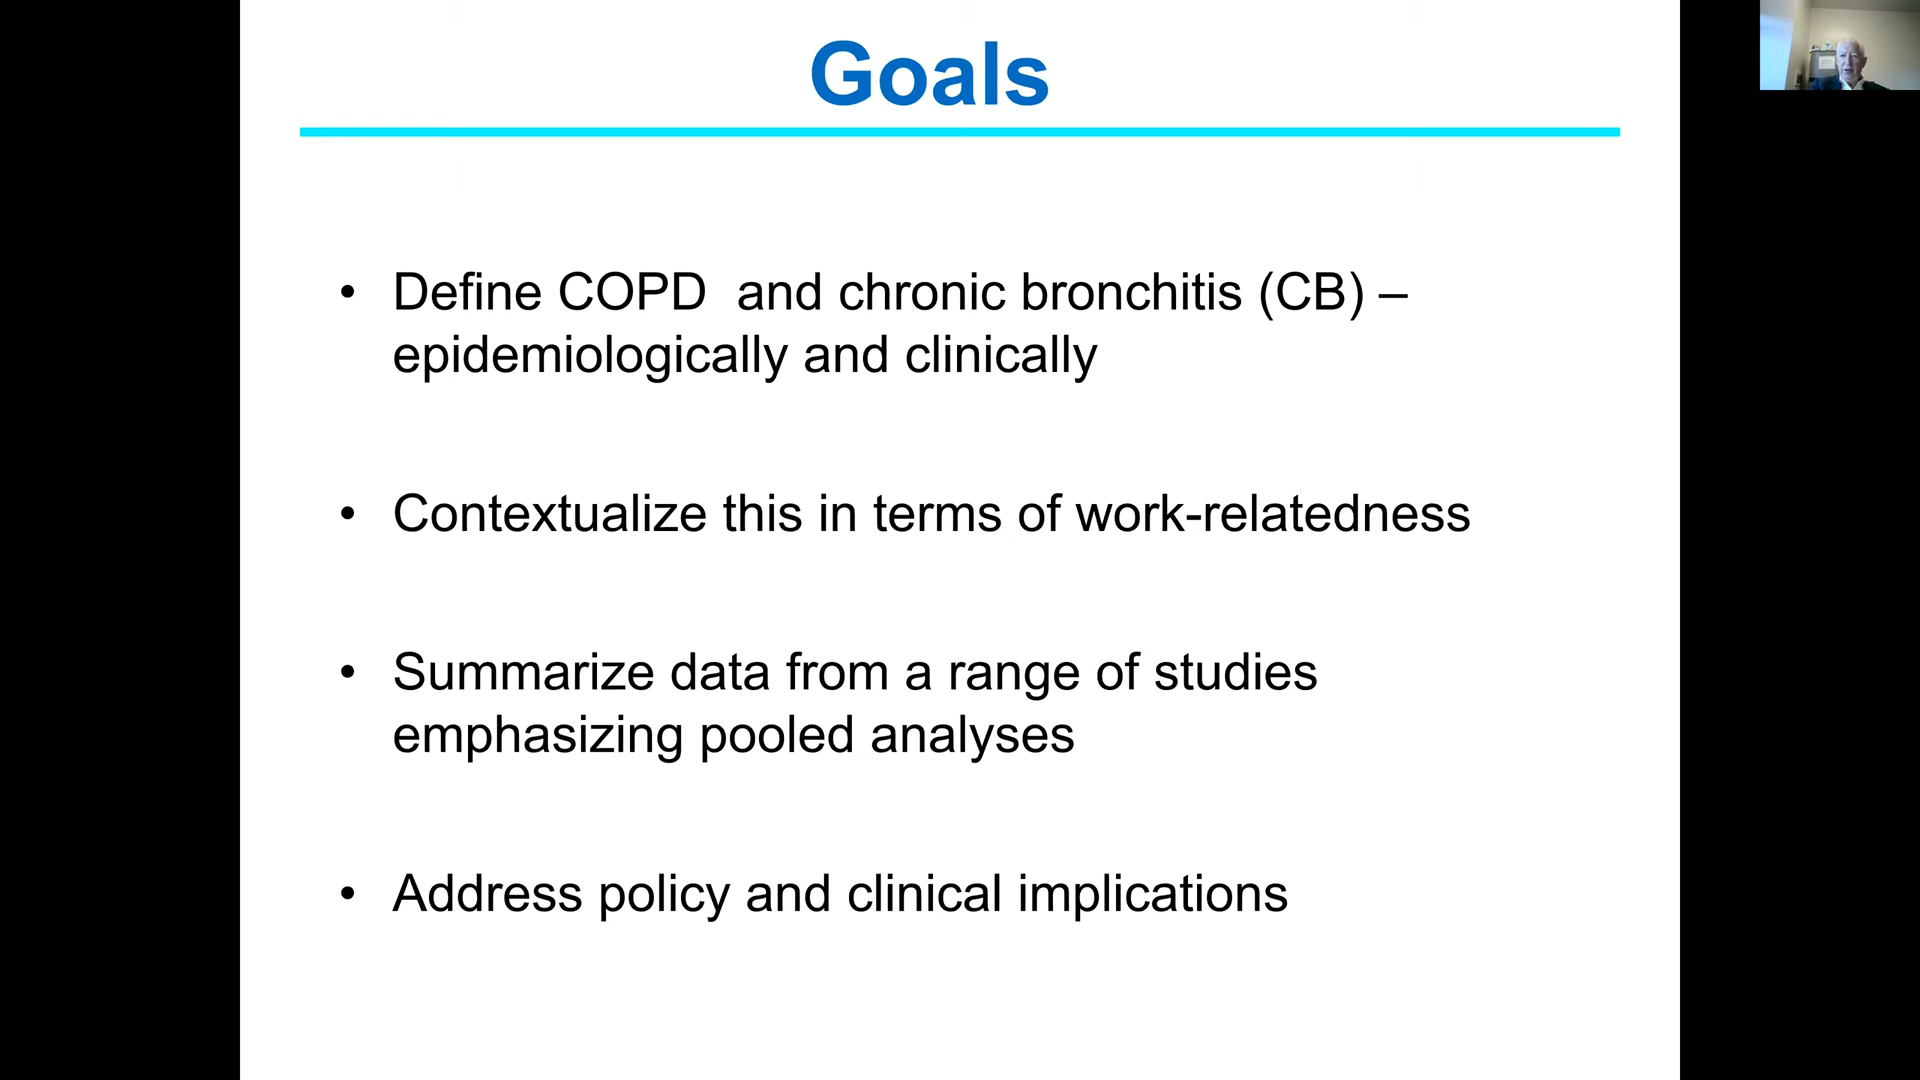 Goals
• Define COPD  and chronic bronchitis (CB) –
epidemiologically and clinically
• Contextualize this in terms of work-relatedness
• Summarize data from a range of studies
emphasizing pooled analyses
• Address policy and clinical implications